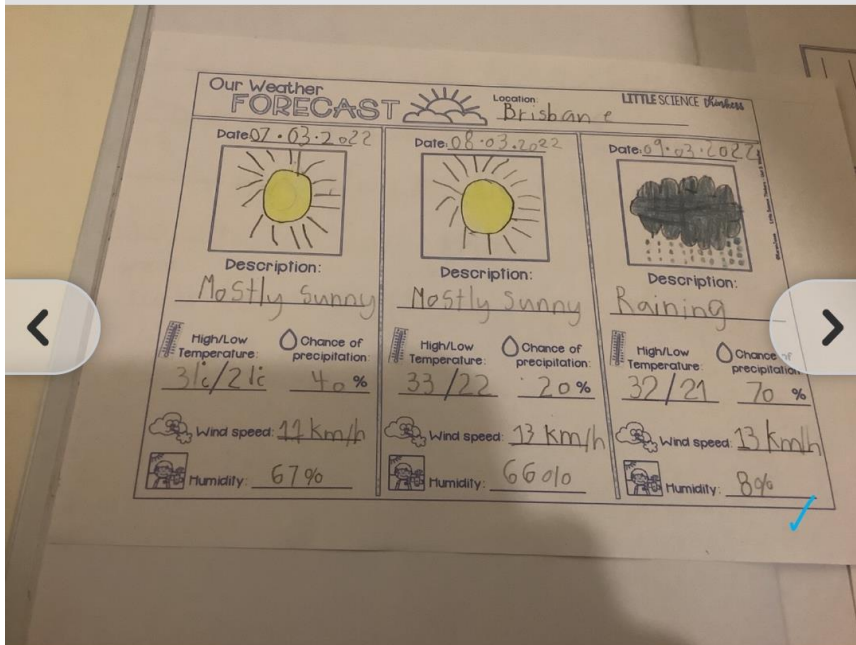 Our Weather
FORECAST
Location: Brisbane
LITTLE SCIENCE thinkers
Date: 07.03.2022
Description:
Mostly Sunny
High/Low Temperature: 31c/21c
Chance of precipitation: 40%
Wind speed: 11 km/h
Humidity: 67%
Date: 08.03.2022
Description:
Mostly Sunny
High/Low Temperature: 33/22
Chance of precipitation: 20%
Wind speed: 13 km/h
Humidity: 66%
Date: 09.03.2022
Description:
Raining
High/Low Temperature: 32/21
Chance of precipitation: 70%
Wind speed: 13 km/h
Humidity: 8%